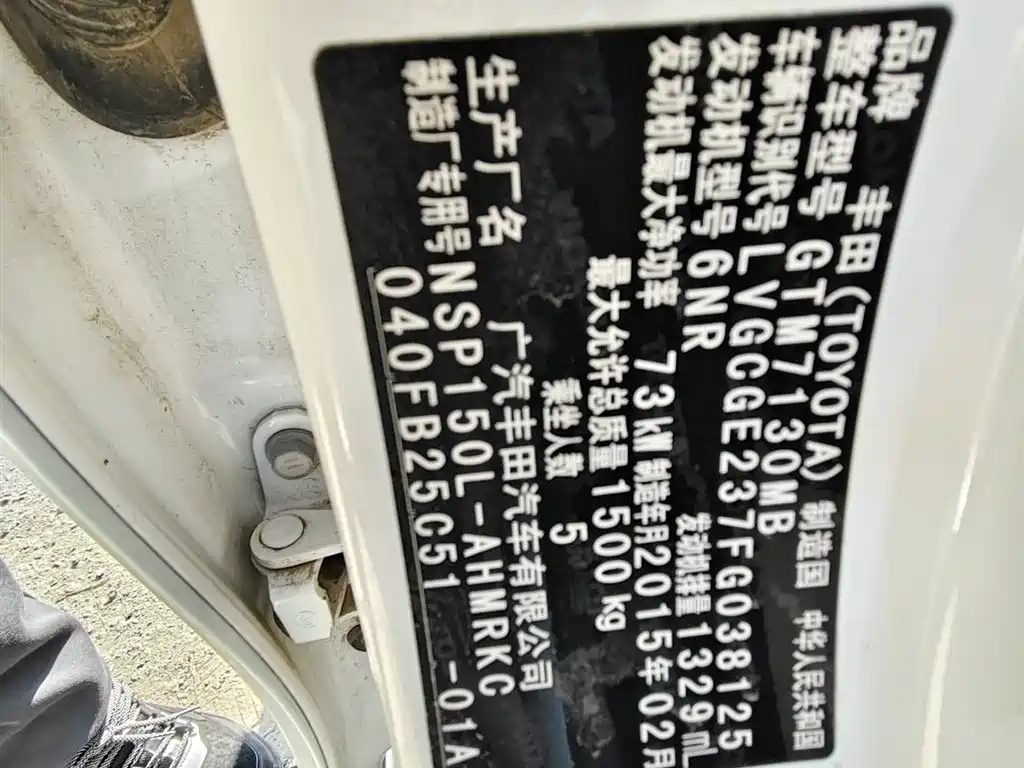 品牌 丰田(TOYOTA) 制造国 中华人民共和国
整车型号 GTM7130MB
车辆识别代号 LVGCGE237FG038125
发动机型号 6NR 发动机排量 1329 mL
发动机最大净功率 73kW 制造年月 2015年02月
最大允许总质量 1500kg
乘坐人数 5
生产厂名 广汽丰田汽车有限公司
制造厂专用号 NSP150L-AHMRKC
040FB25C51 -01A